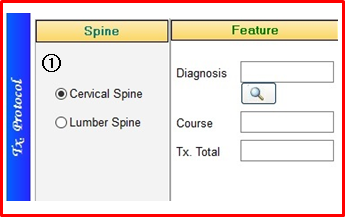 Tx. Protocol
Spine
Feature
①
Cervical Spine
Lumber Spine
Diagnosis
Course
Tx. Total